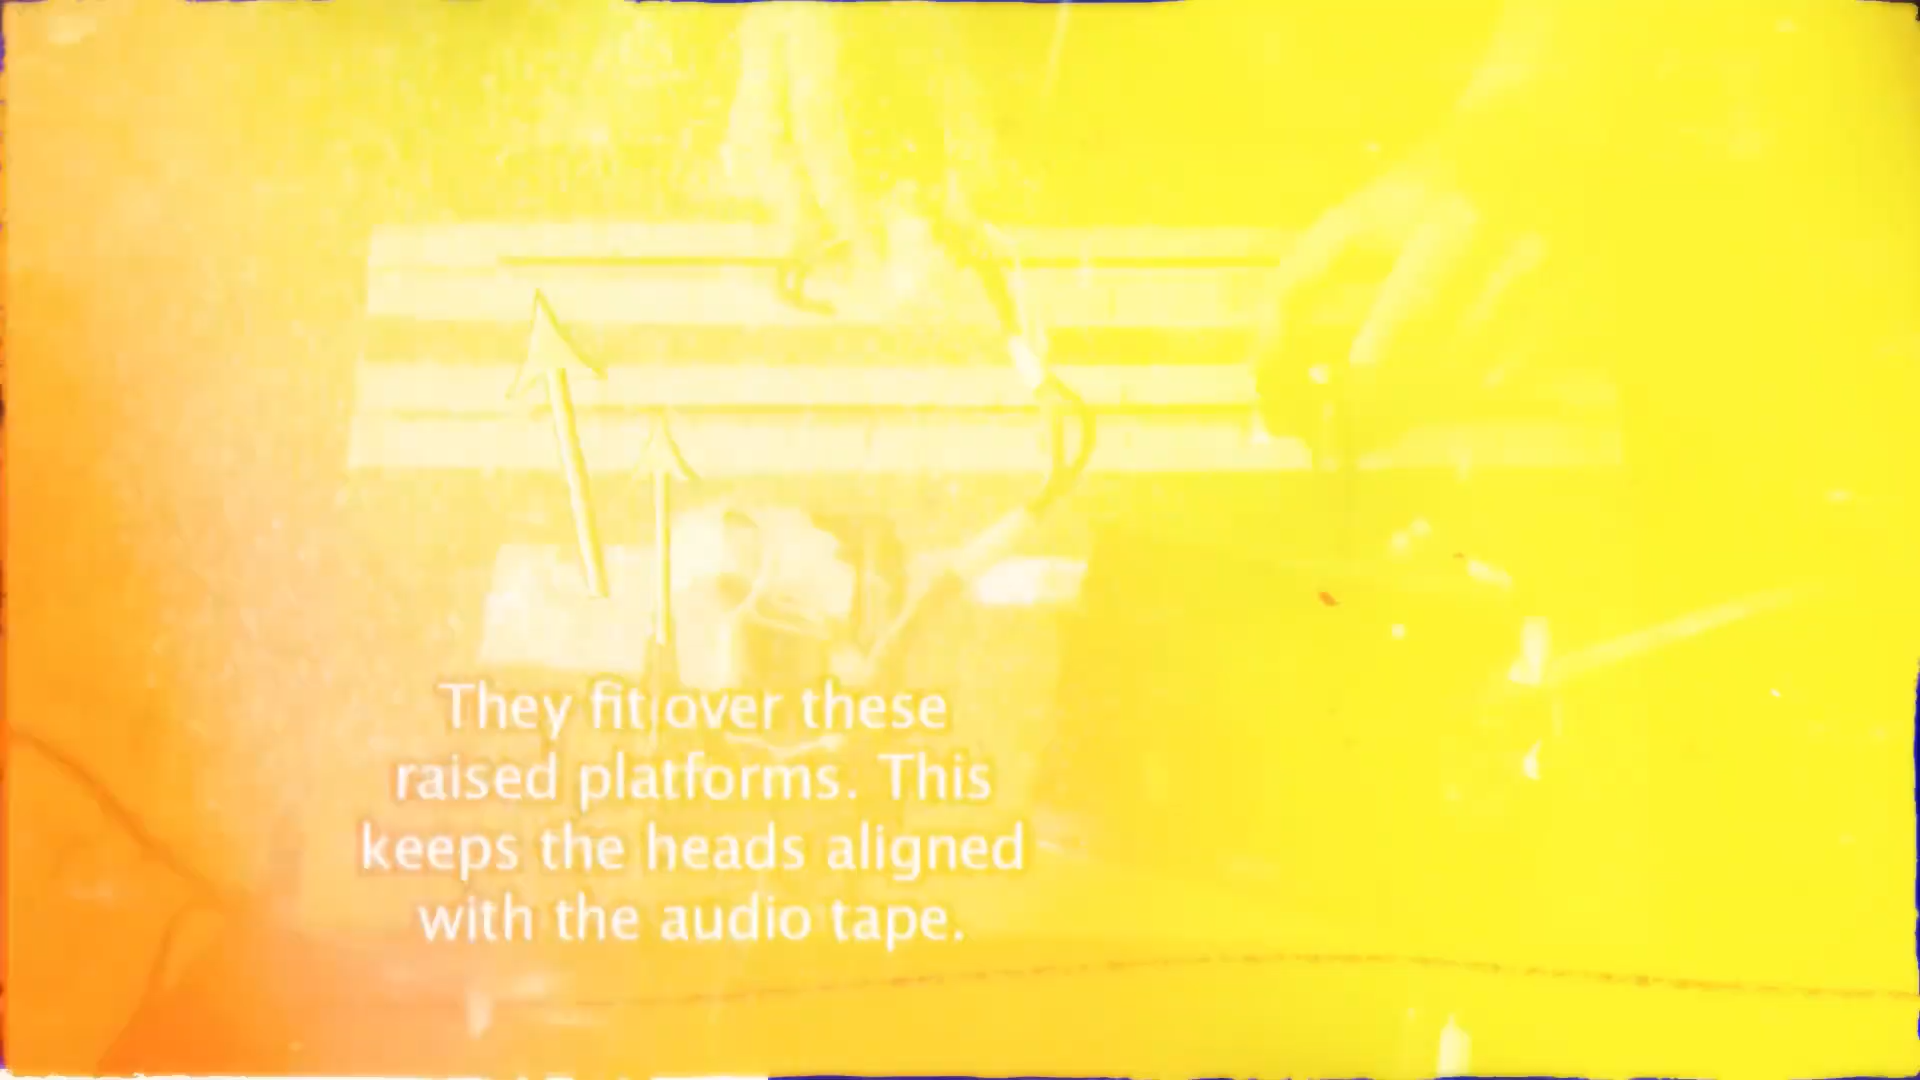 They fit over these
raised platforms. This
keeps the heads aligned
with the audio tape.